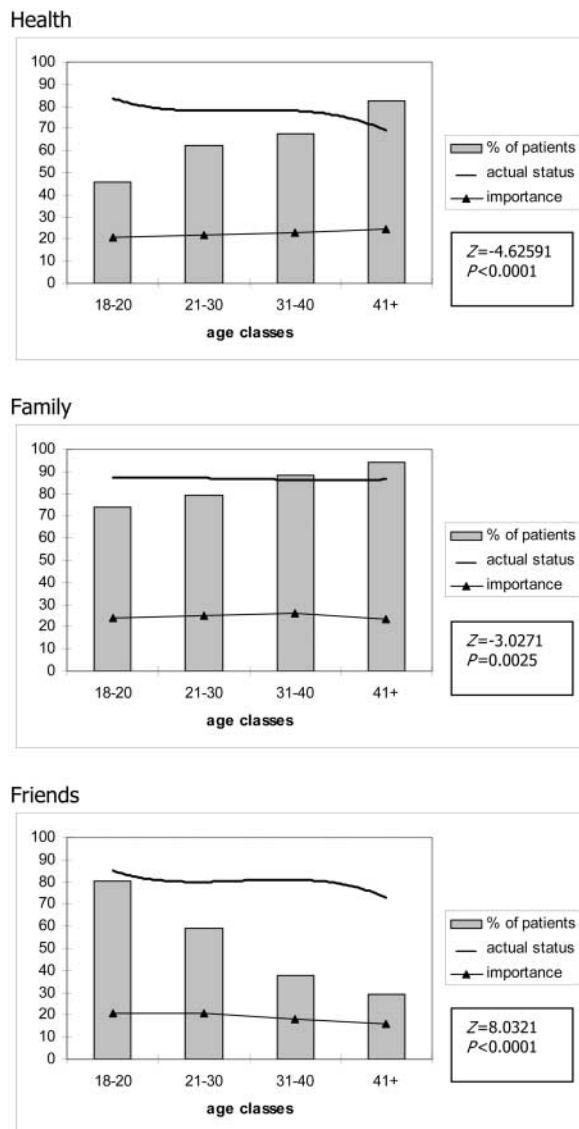 Health
100
90
80
70
60
50
40
30
20
10
0
18-20 21-30 31-40 41+
age classes
% of patients
actual status
importance
Z=-4.62591
P<0.0001
Family
100
90
80
70
60
50
40
30
20
10
0
18-20 21-30 31-40 41+
age classes
% of patients
actual status
importance
Z=-3.0271
P=0.0025
Friends
100
90
80
70
60
50
40
30
20
10
0
18-20 21-30 31-40 41+
age classes
% of patients
actual status
importance
Z=8.0321
P<0.0001